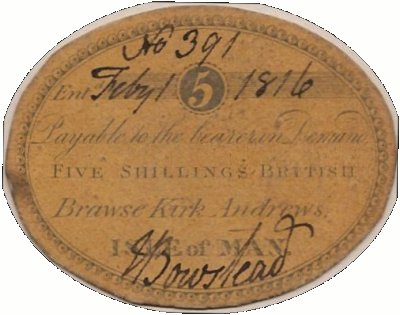 No 391
Ent. Feby 1 5 1816
Payable to the bearer on Demand
FIVE SHILLINGS BRITISH
Brawse Kirk Andrews,
ISLE of MAN
JBowstead